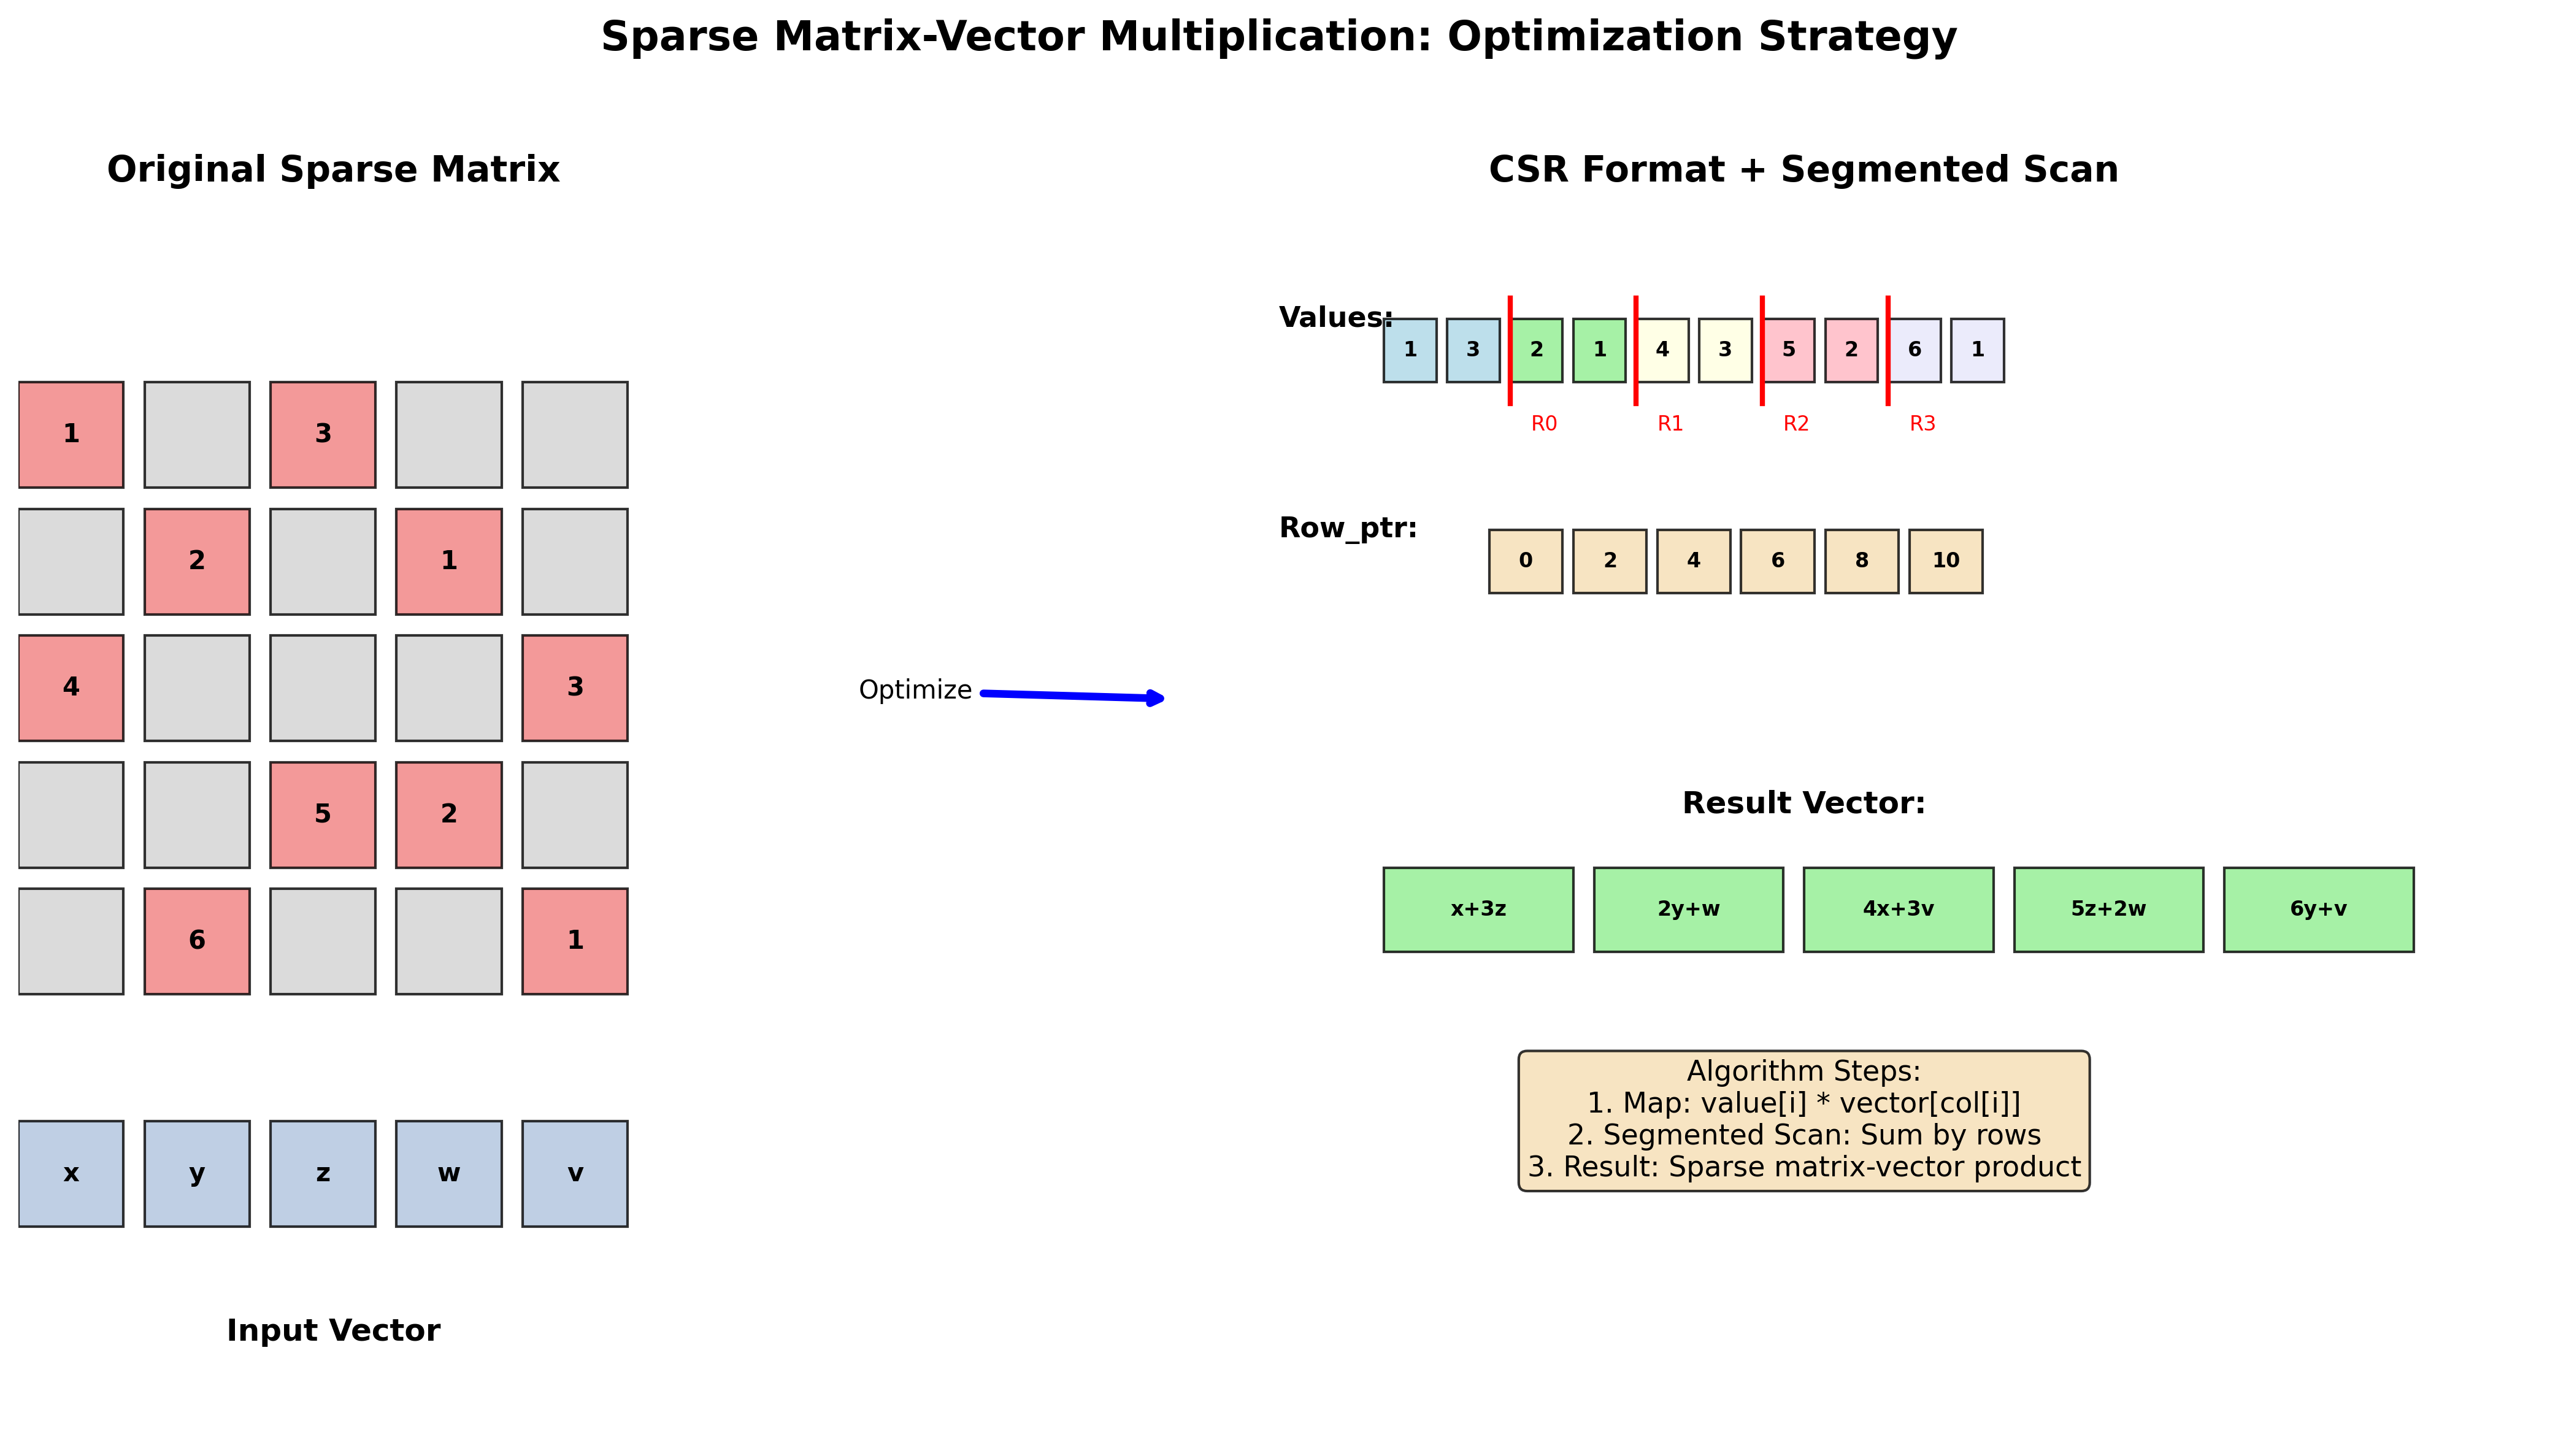 Sparse Matrix-Vector Multiplication: Optimization Strategy
Original Sparse Matrix
1 3
2 1
4 3
5 2
6 1
x y z w v
Input Vector
Optimize
CSR Format + Segmented Scan
Values: 1 3 2 1 4 3 5 2 6 1
R0 R1 R2 R3
Row_ptr: 0 2 4 6 8 10
Result Vector:
x+3z 2y+w 4x+3v 5z+2w 6y+v
Algorithm Steps:
1. Map: value[i] * vector[col[i]]
2. Segmented Scan: Sum by rows
3. Result: Sparse matrix-vector product